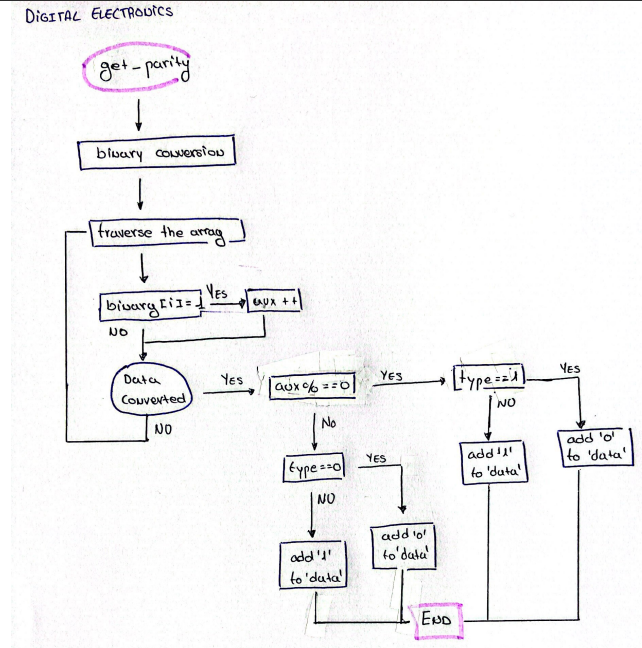 DIGITAL ELECTRONICS
get_parity
binary conversion
traverse the array
binary[i]=1
YES
aux ++
NO
Data
Converted
YES
NO
aux%==0
YES
type==1
YES
NO
No
add '1'
to 'data'
add '0'
to 'data'
type==0
YES
NO
add '1'
to 'data'
add '0'
to 'data'
END